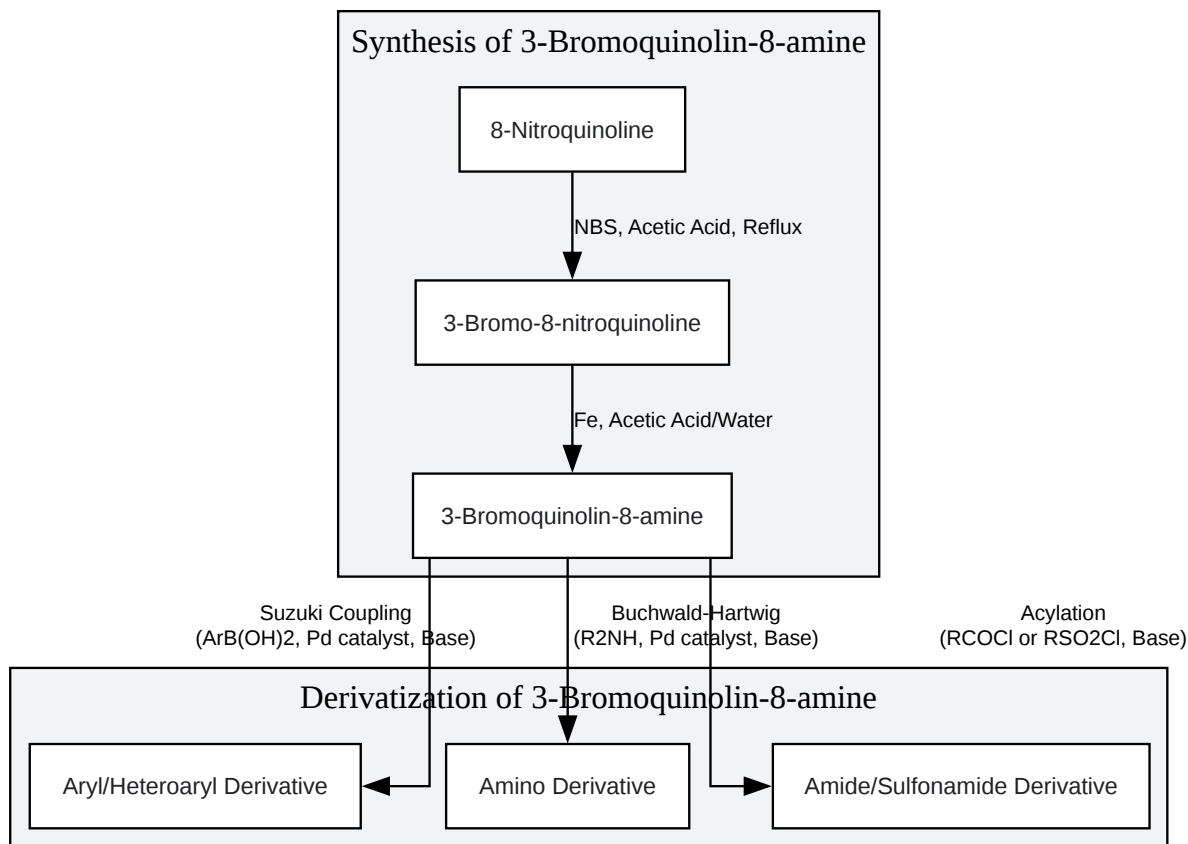 Synthesis of 3-Bromoquinolin-8-amine
8-Nitroquinoline
NBS, Acetic Acid, Reflux
3-Bromo-8-nitroquinoline
Fe, Acetic Acid/Water
3-Bromoquinolin-8-amine
Suzuki Coupling
(ArB(OH)2, Pd catalyst, Base)
Buchwald-Hartwig
(R2NH, Pd catalyst, Base)
Acylation
(RCOCl or RSO2Cl, Base)
Derivatization of 3-Bromoquinolin-8-amine
Aryl/Heteroaryl Derivative
Amino Derivative
Amide/Sulfonamide Derivative